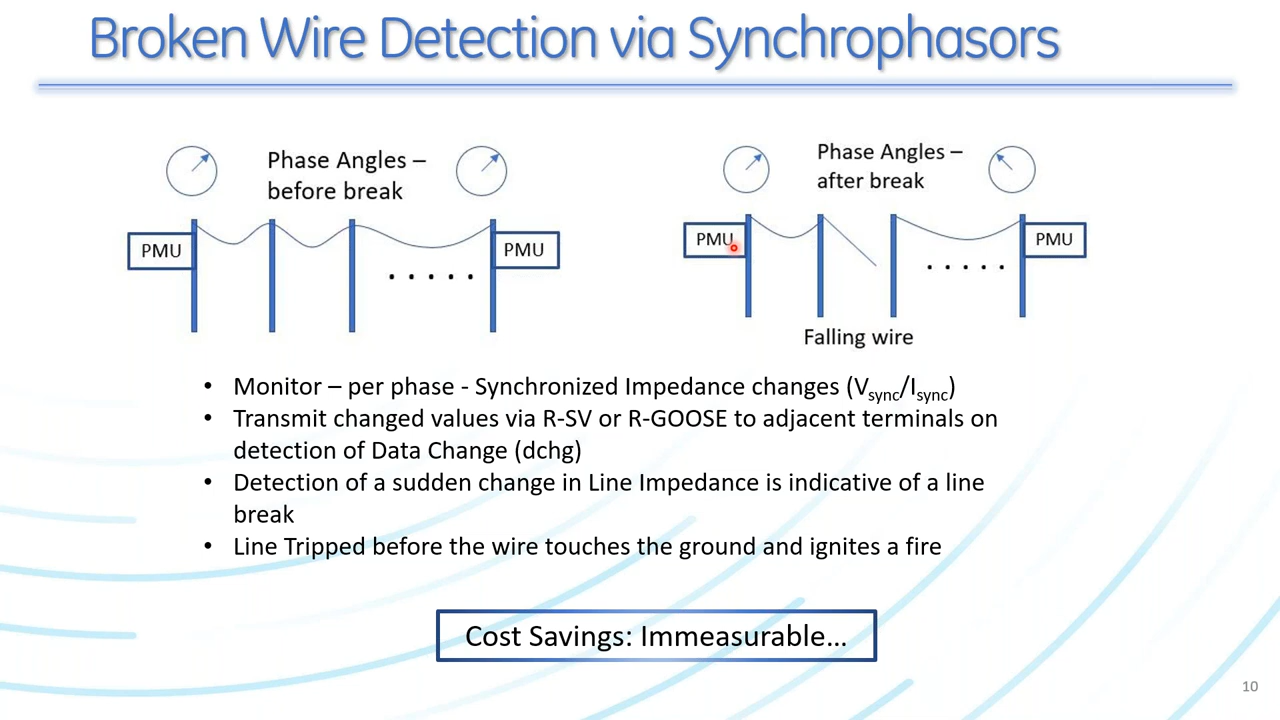 Broken Wire Detection via Synchrophasors
Phase Angles –
before break
Phase Angles –
after break
PMU
PMU
PMU
PMU
Falling wire
• Monitor – per phase - Synchronized Impedance changes (Vsync/Isync)
• Transmit changed values via R-SV or R-GOOSE to adjacent terminals on
detection of Data Change (dchg)
• Detection of a sudden change in Line Impedance is indicative of a line
break
• Line Tripped before the wire touches the ground and ignites a fire
Cost Savings: Immeasurable...
10